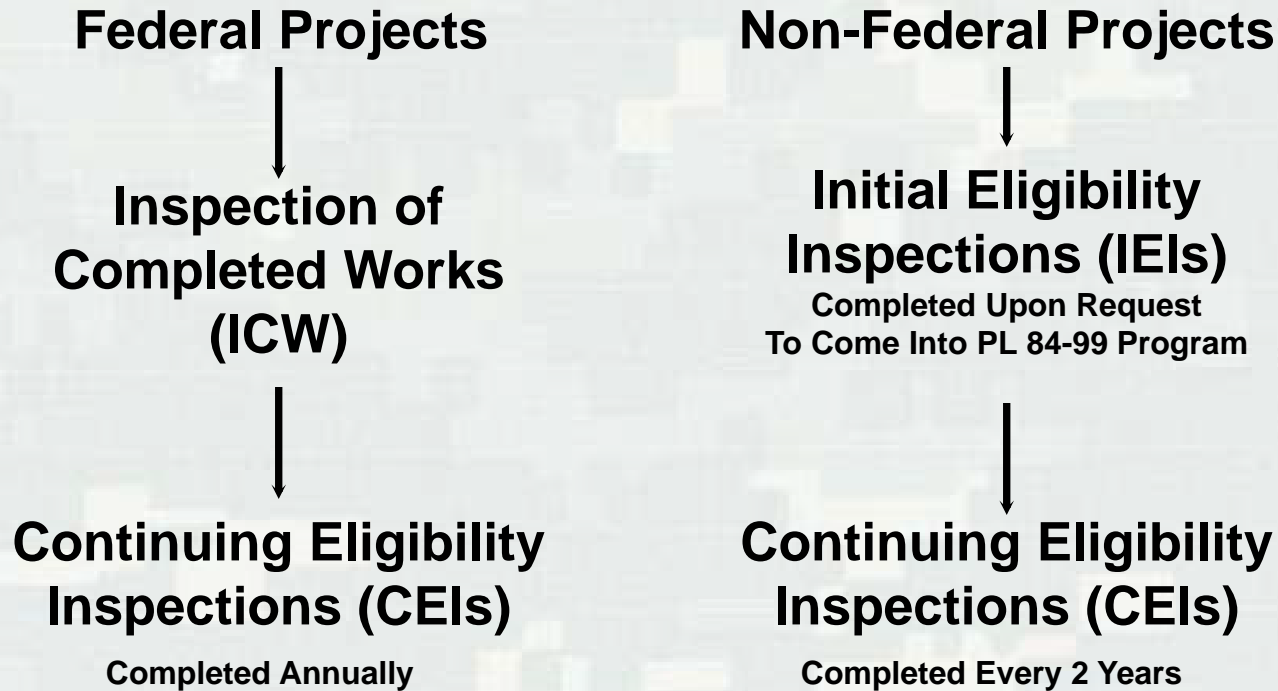 Federal Projects
Inspection of
Completed Works
(ICW)
Continuing Eligibility
Inspections (CEIs)
Completed Annually
Non-Federal Projects
Initial Eligibility
Inspections (IEIs)
Completed Upon Request
To Come Into PL 84-99 Program
Continuing Eligibility
Inspections (CEIs)
Completed Every 2 Years